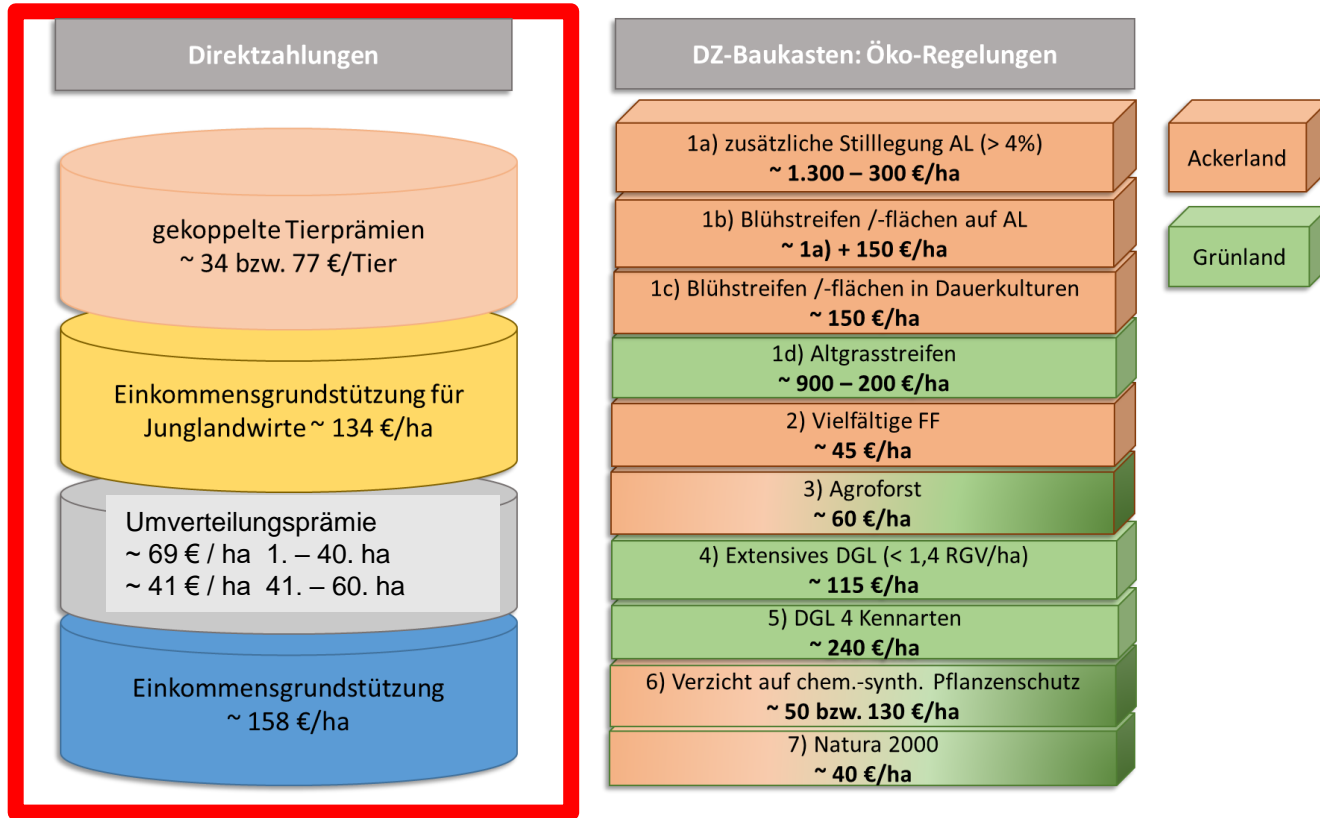 Direktzahlungen
gekoppelte Tierprämien
~ 34 bzw. 77 €/Tier
Einkommensgrundstützung für
Junglandwirte ~ 134 €/ha
Umverteilungsprämie
~ 69 € / ha 1. – 40. ha
~ 41 € / ha 41. – 60. ha
Einkommensgrundstützung
~ 158 €/ha
DZ-Baukasten: Öko-Regelungen
1a) zusätzliche Stilllegung AL (> 4%)
~ 1.300 – 300 €/ha
1b) Blühstreifen /-flächen auf AL
~ 1a) + 150 €/ha
1c) Blühstreifen /-flächen in Dauerkulturen
~ 150 €/ha
1d) Altgrasstreifen
~ 900 – 200 €/ha
2) Vielfältige FF
~ 45 €/ha
3) Agroforst
~ 60 €/ha
4) Extensives DGL (< 1,4 RGV/ha)
~ 115 €/ha
5) DGL 4 Kennarten
~ 240 €/ha
6) Verzicht auf chem.-synth. Pflanzenschutz
~ 50 bzw. 130 €/ha
7) Natura 2000
~ 40 €/ha
Ackerland
Grünland